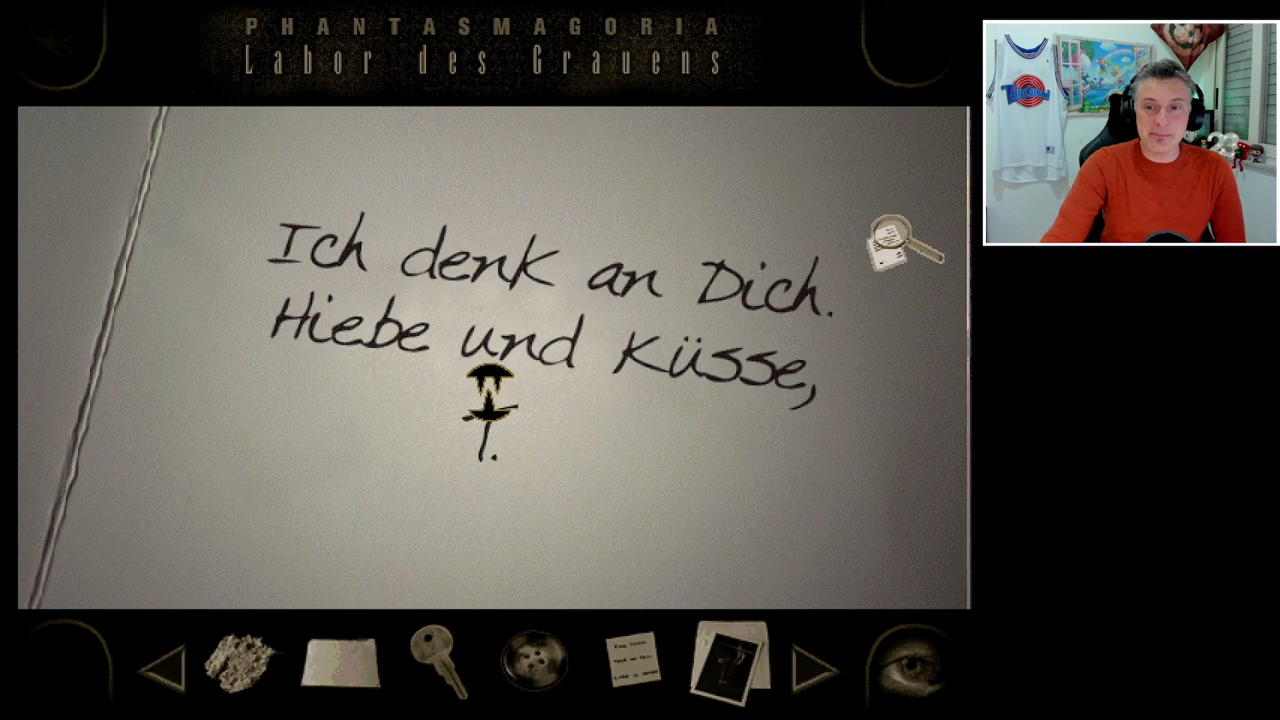 PHANTASMAGORIA
Labor des Grauens
Ich denk an Dich.
Hiebe und Küsse,
T.